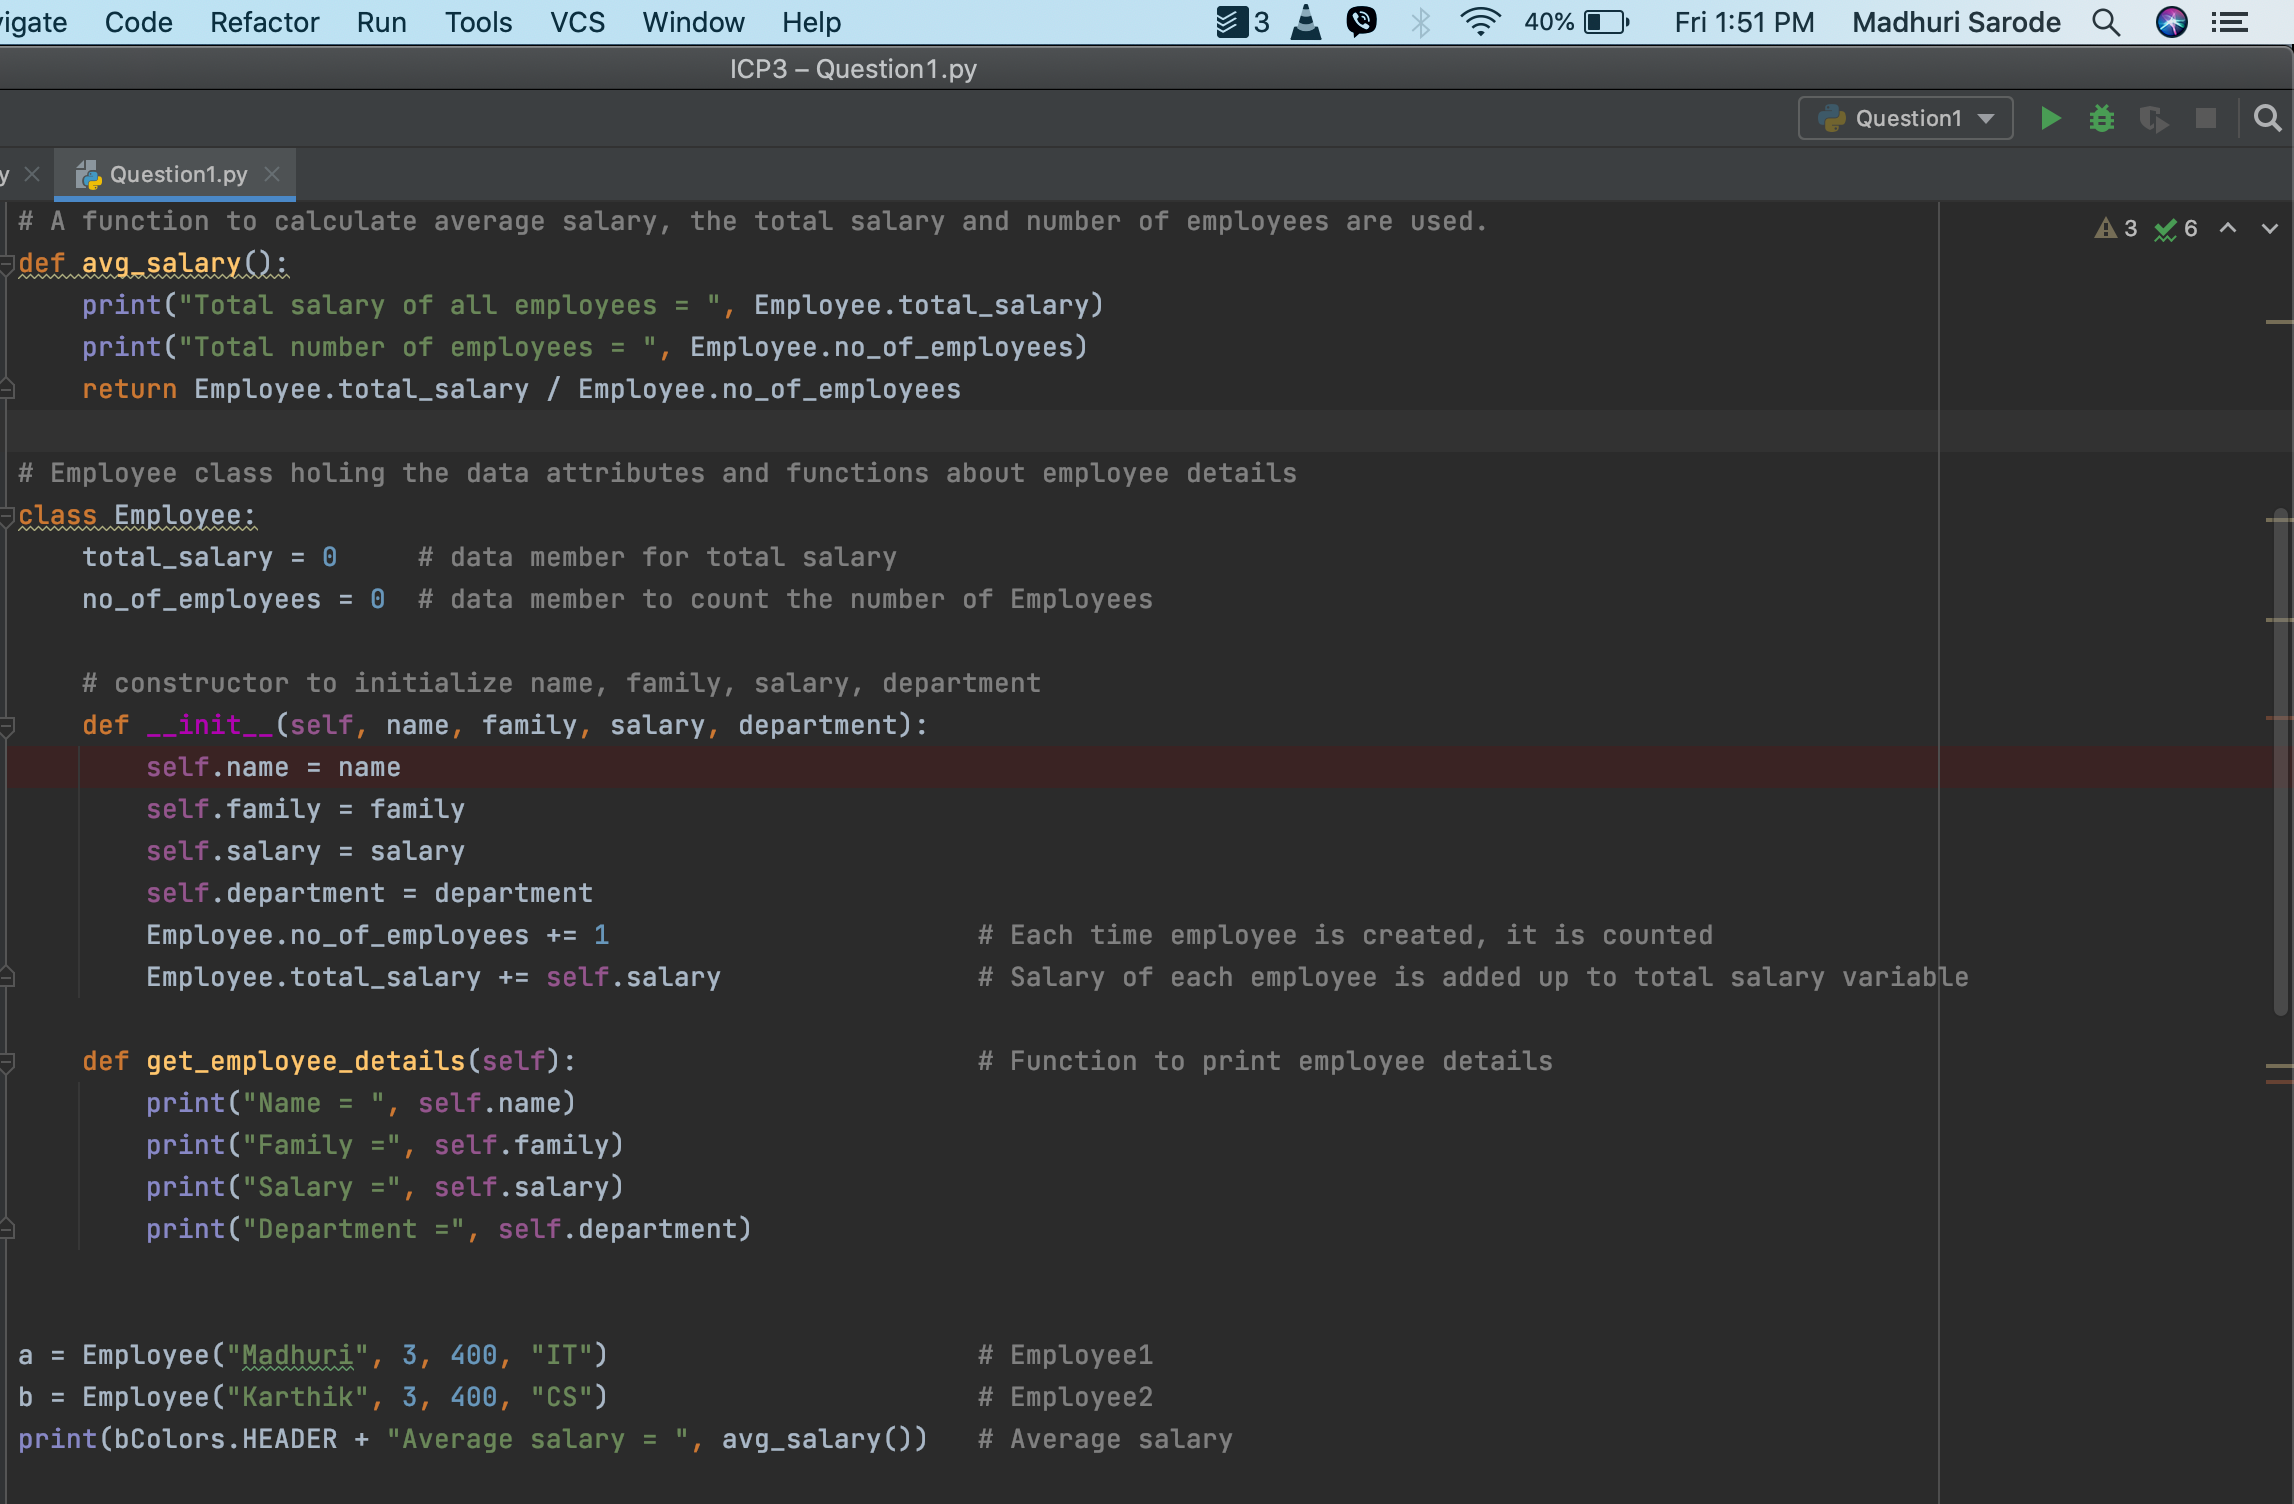 vigate Code Refactor Run Tools VCS Window Help 3 40% Fri 1:51 PM Madhuri Sarode
ICP3 – Question1.py
Question1
y Question1.py
3 6
# A function to calculate average salary, the total salary and number of employees are used.
def avg_salary():
    print("Total salary of all employees = ", Employee.total_salary)
    print("Total number of employees = ", Employee.no_of_employees)
    return Employee.total_salary / Employee.no_of_employees
# Employee class holing the data attributes and functions about employee details
class Employee:
    total_salary = 0     # data member for total salary
    no_of_employees = 0  # data member to count the number of Employees
    # constructor to initialize name, family, salary, department
    def __init__(self, name, family, salary, department):
        self.name = name
        self.family = family
        self.salary = salary
        self.department = department
        Employee.no_of_employees += 1                       # Each time employee is created, it is counted
        Employee.total_salary += self.salary                # Salary of each employee is added up to total salary variable
    def get_employee_details(self):                         # Function to print employee details
        print("Name = ", self.name)
        print("Family =", self.family)
        print("Salary =", self.salary)
        print("Department =", self.department)
a = Employee("Madhuri", 3, 400, "IT")                       # Employee1
b = Employee("Karthik", 3, 400, "CS")                       # Employee2
print(bColors.HEADER + "Average salary = ", avg_salary())   # Average salary